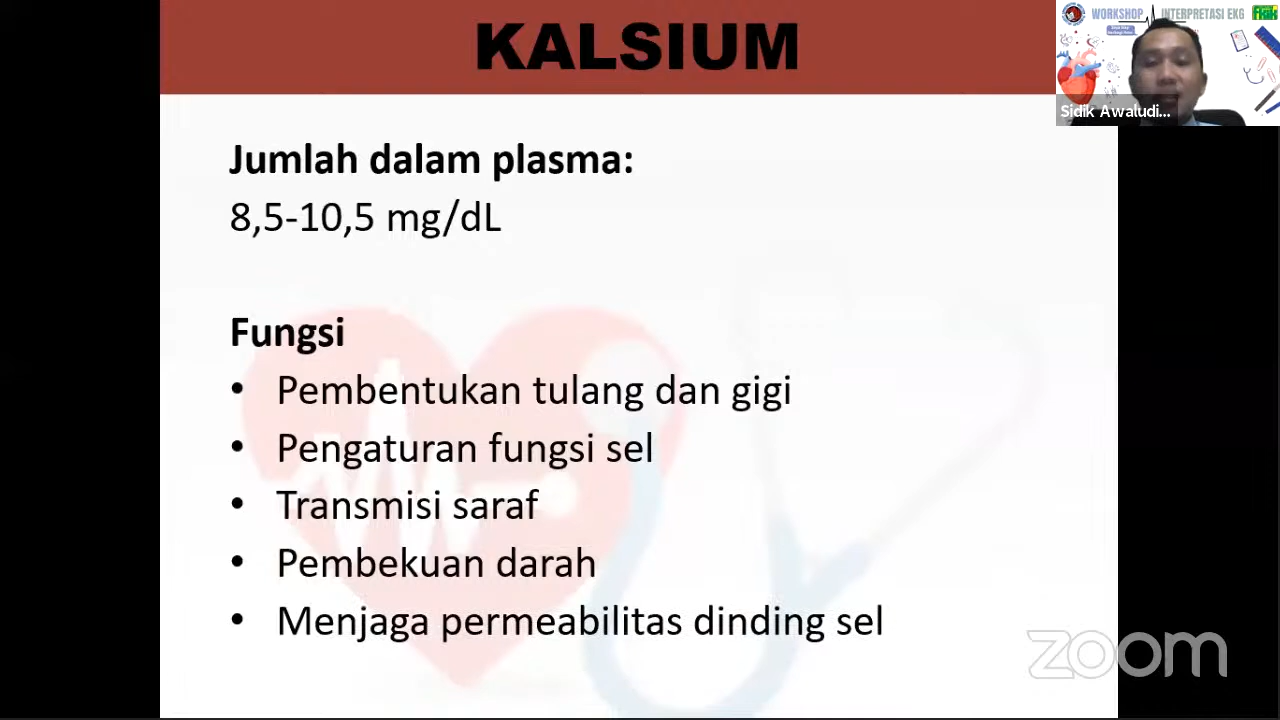 KALSIUM
WORKSHOP INTERPRETASI EKG
Sidik Awaludi...
Jumlah dalam plasma:
8,5-10,5 mg/dL
Fungsi
• Pembentukan tulang dan gigi
• Pengaturan fungsi sel
• Transmisi saraf
• Pembekuan darah
• Menjaga permeabilitas dinding sel
zoom